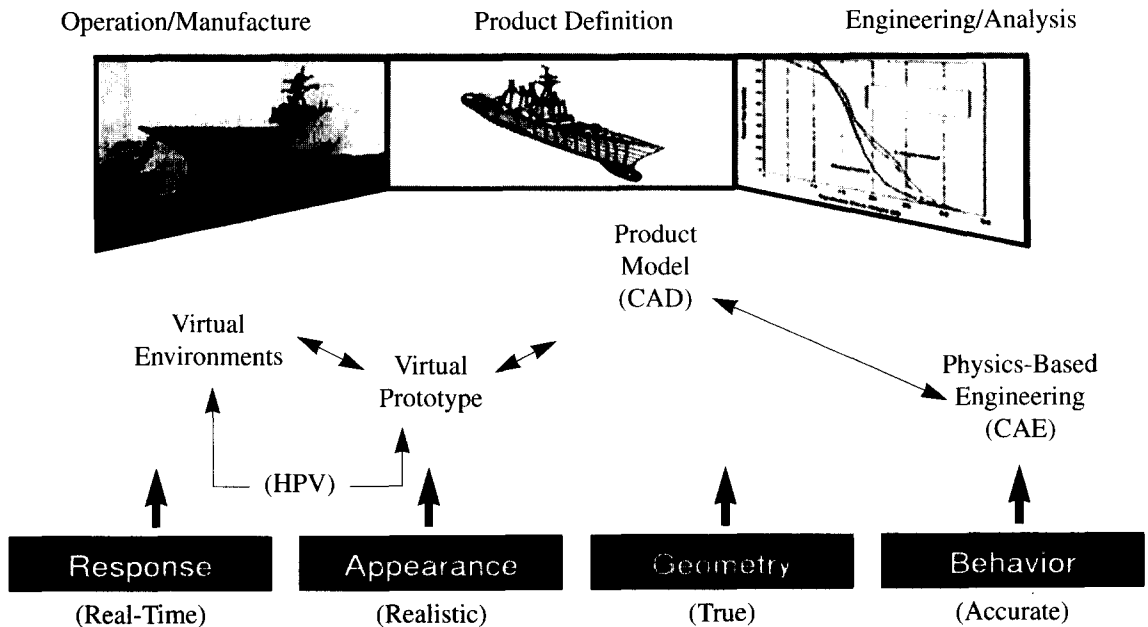 Operation/Manufacture
Product Definition
Engineering/Analysis
Product
Model
(CAD)
Virtual
Environments
Virtual
Prototype
Physics-Based
Engineering
(CAE)
(HPV)
Response
Appearance
Geometry
Behavior
(Real-Time)
(Realistic)
(True)
(Accurate)